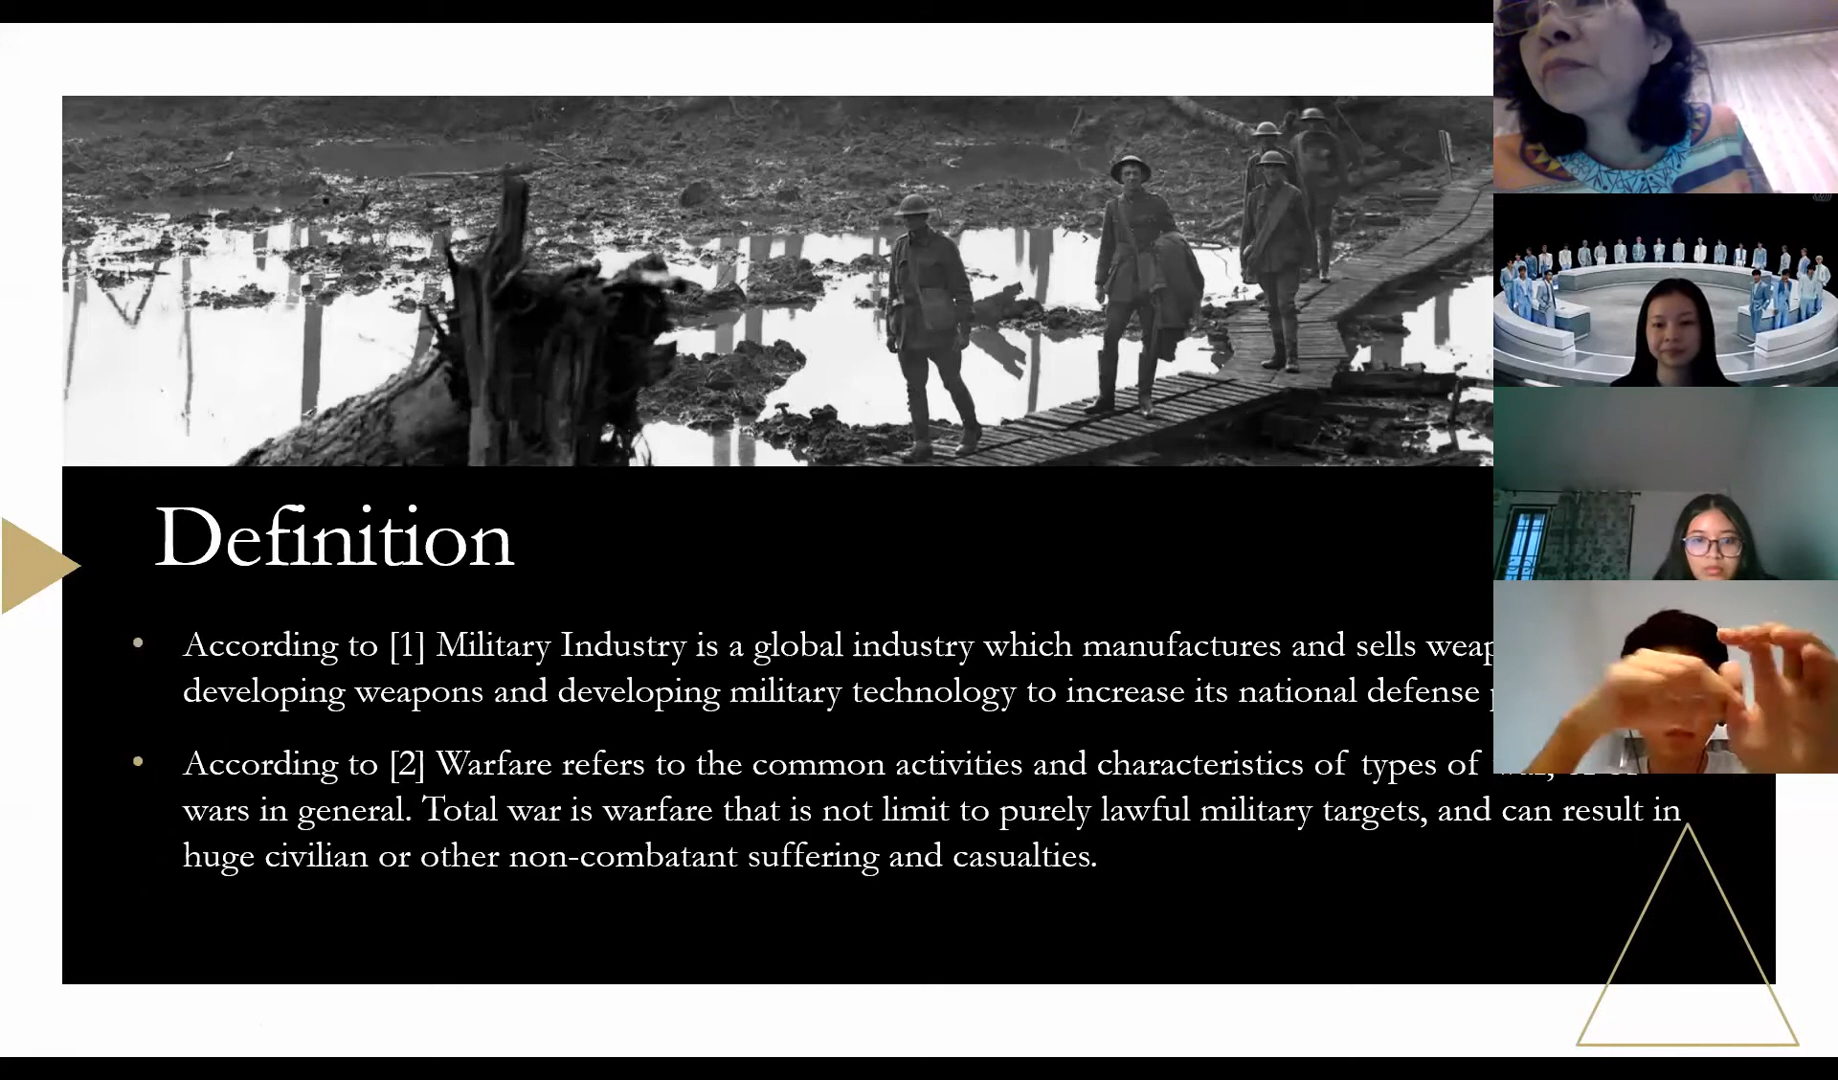 Definition
• According to [1] Military Industry is a global industry which manufactures and sells
developing weapons and developing military technology to increase its national defense
• According to [2] Warfare refers to the common activities and characteristics of types of
wars in general. Total war is warfare that is not limit to purely lawful military targets, and can result in
huge civilian or other non-combatant suffering and casualties.